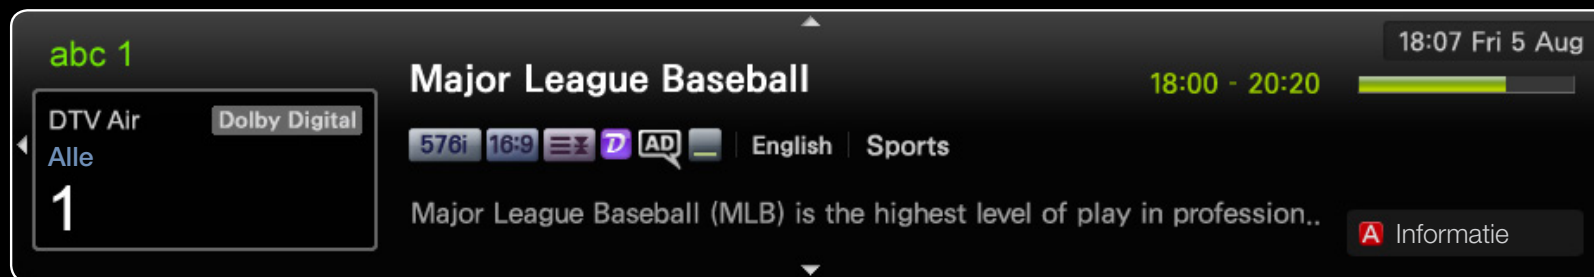 abc 1
DTV Air Dolby Digital
Alle
1
Major League Baseball
18:00 - 20:20
18:07 Fri 5 Aug
576i 16:9 D AD English Sports
Major League Baseball (MLB) is the highest level of play in profession..
A Informatie